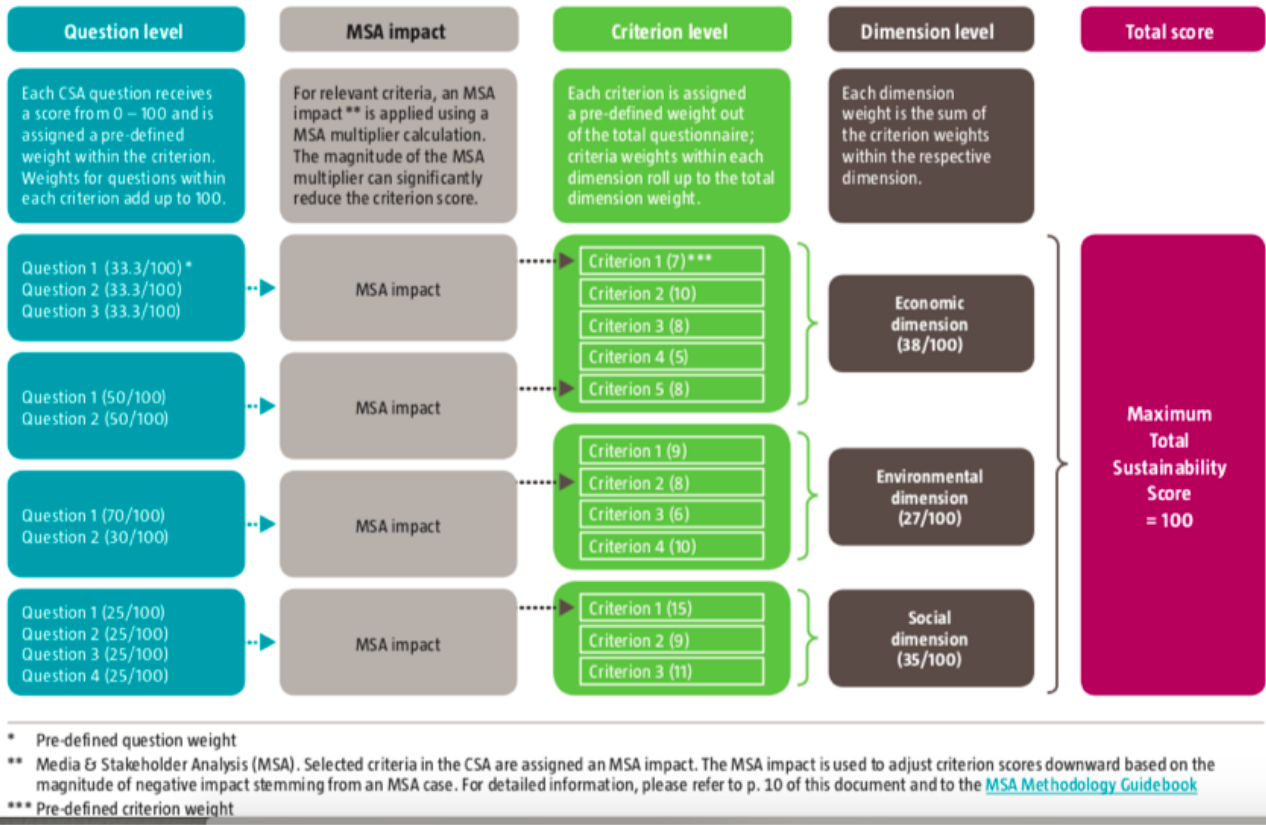 Question level
MSA impact
Criterion level
Dimension level
Total score
Each CSA question receives
a score from 0 – 100 and is
assigned a pre-defined
weight within the criterion.
Weights for questions within
each criterion add up to 100.
For relevant criteria, an MSA
impact ** is applied using a
MSA multiplier calculation.
The magnitude of the MSA
multiplier can significantly
reduce the criterion score.
Each criterion is assigned
a pre-defined weight out
of the total questionnaire;
criteria weights within each
dimension roll up to the total
dimension weight.
Each dimension
weight is the sum of
the criterion weights
within the respective
dimension.
Question 1 (33.3/100) *
Question 2 (33.3/100)
Question 3 (33.3/100)
MSA impact
Criterion 1 (7)***
Criterion 2 (10)
Criterion 3 (8)
Criterion 4 (5)
Criterion 5 (8)
Economic
dimension
(38/100)
Question 1 (50/100)
Question 2 (50/100)
MSA impact
Criterion 1 (9)
Criterion 2 (8)
Criterion 3 (6)
Criterion 4 (10)
Environmental
dimension
(27/100)
Question 1 (70/100)
Question 2 (30/100)
MSA impact
Question 1 (25/100)
Question 2 (25/100)
Question 3 (25/100)
Question 4 (25/100)
MSA impact
Criterion 1 (15)
Criterion 2 (9)
Criterion 3 (11)
Social
dimension
(35/100)
Maximum
Total
Sustainability
Score
= 100
* Pre-defined question weight
** Media & Stakeholder Analysis (MSA). Selected criteria in the CSA are assigned an MSA impact. The MSA impact is used to adjust criterion scores downward based on the
magnitude of negative impact stemming from an MSA case. For detailed information, please refer to p. 10 of this document and to the MSA Methodology Guidebook
*** Pre-defined criterion weight